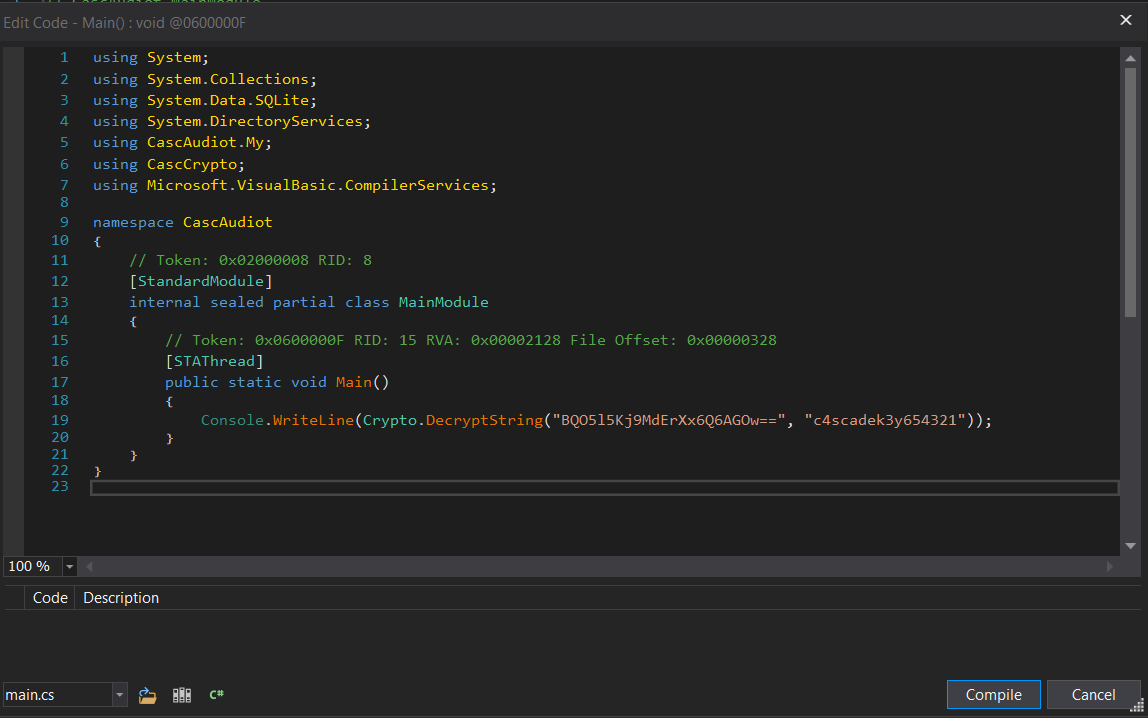 Edit Code - Main() : void @0600000F
1 using System;
2 using System.Collections;
3 using System.Data.SQLite;
4 using System.DirectoryServices;
5 using CascAudiot.My;
6 using CascCrypto;
7 using Microsoft.VisualBasic.CompilerServices;
8
9 namespace CascAudiot
10 {
11 // Token: 0x02000008 RID: 8
12 [StandardModule]
13 internal sealed partial class MainModule
14 {
15 // Token: 0x0600000F RID: 15 RVA: 0x00002128 File Offset: 0x00000328
16 [STAThread]
17 public static void Main()
18 {
19 Console.WriteLine(Crypto.DecryptString("BQO5l5Kj9MdErXx6Q6AGOw==", "c4scadek3y654321"));
20 }
21 }
22 }
23
100 %
Code Description
main.cs C# Compile Cancel